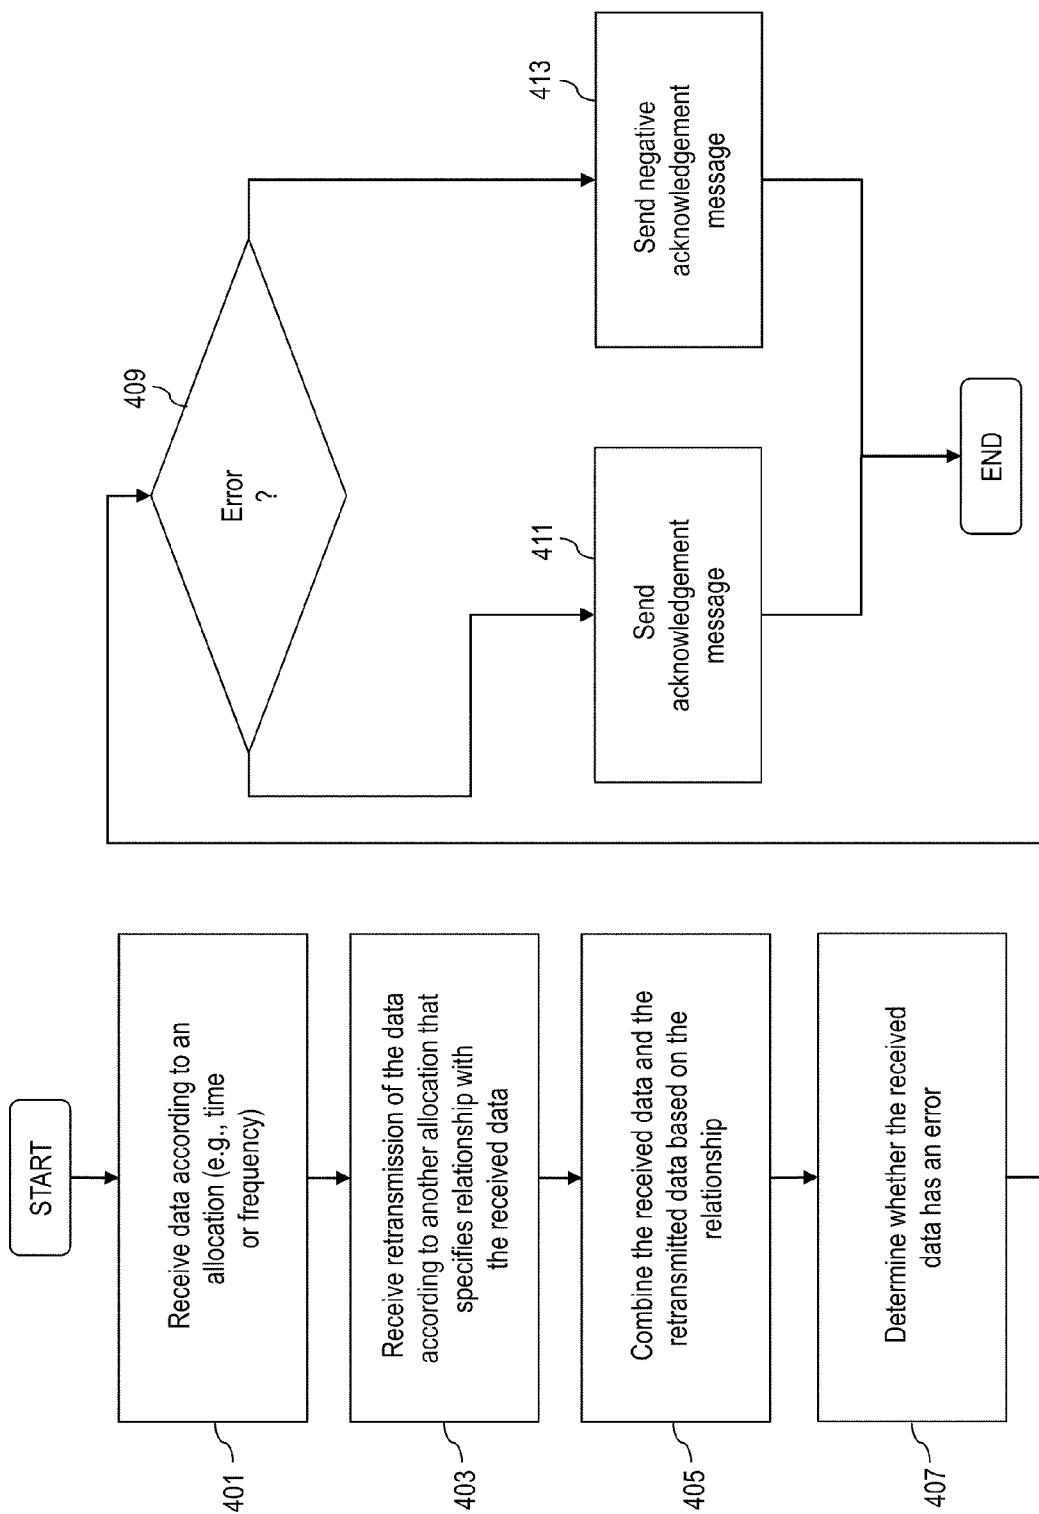 START
Receive data according to an
allocation (e.g., time
or frequency)
401
Receive retransmission of the data
according to another allocation that
specifies relationship with
the received data
403
Combine the received data and the
retransmitted data based on the
relationship
405
Determine whether the received
data has an error
407
Error
?
409
Send
acknowledgement
message
411
Send negative
acknowledgement
message
413
END